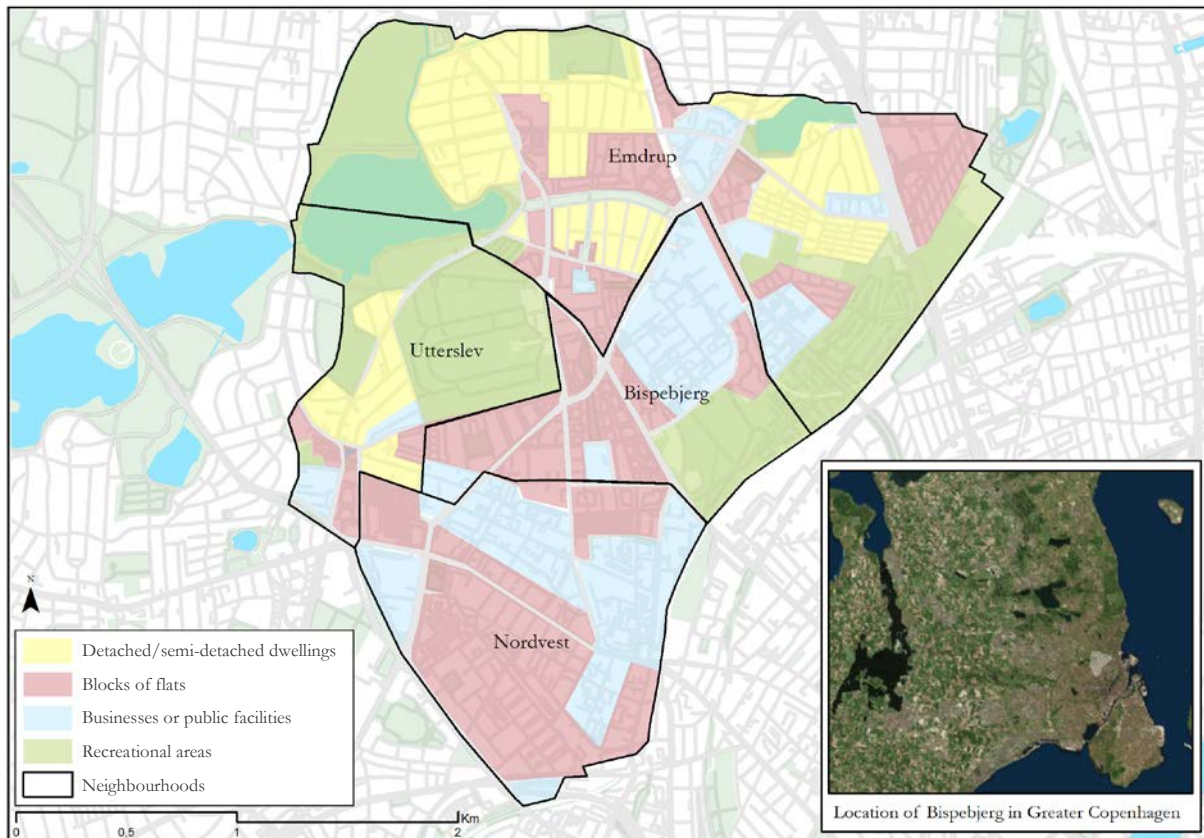 Emdrup
Utterslev
Bispebjerg
Nordvest
N
Detached/semi-detached dwellings
Blocks of flats
Businesses or public facilities
Recreational areas
Neighbourhoods
Km
0 0,5 1 2
Location of Bispebjerg in Greater Copenhagen